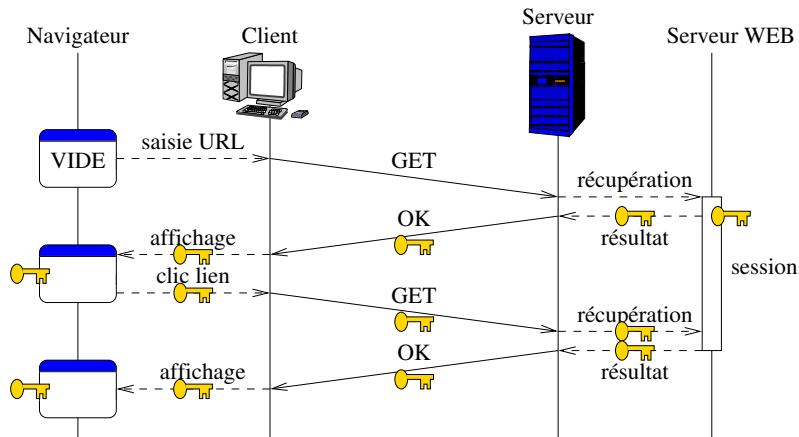 Navigateur
Client
Serveur
Serveur WEB
VIDE
saisie URL
GET
récupération
OK
résultat
affichage
clic lien
session
GET
récupération
OK
résultat
affichage